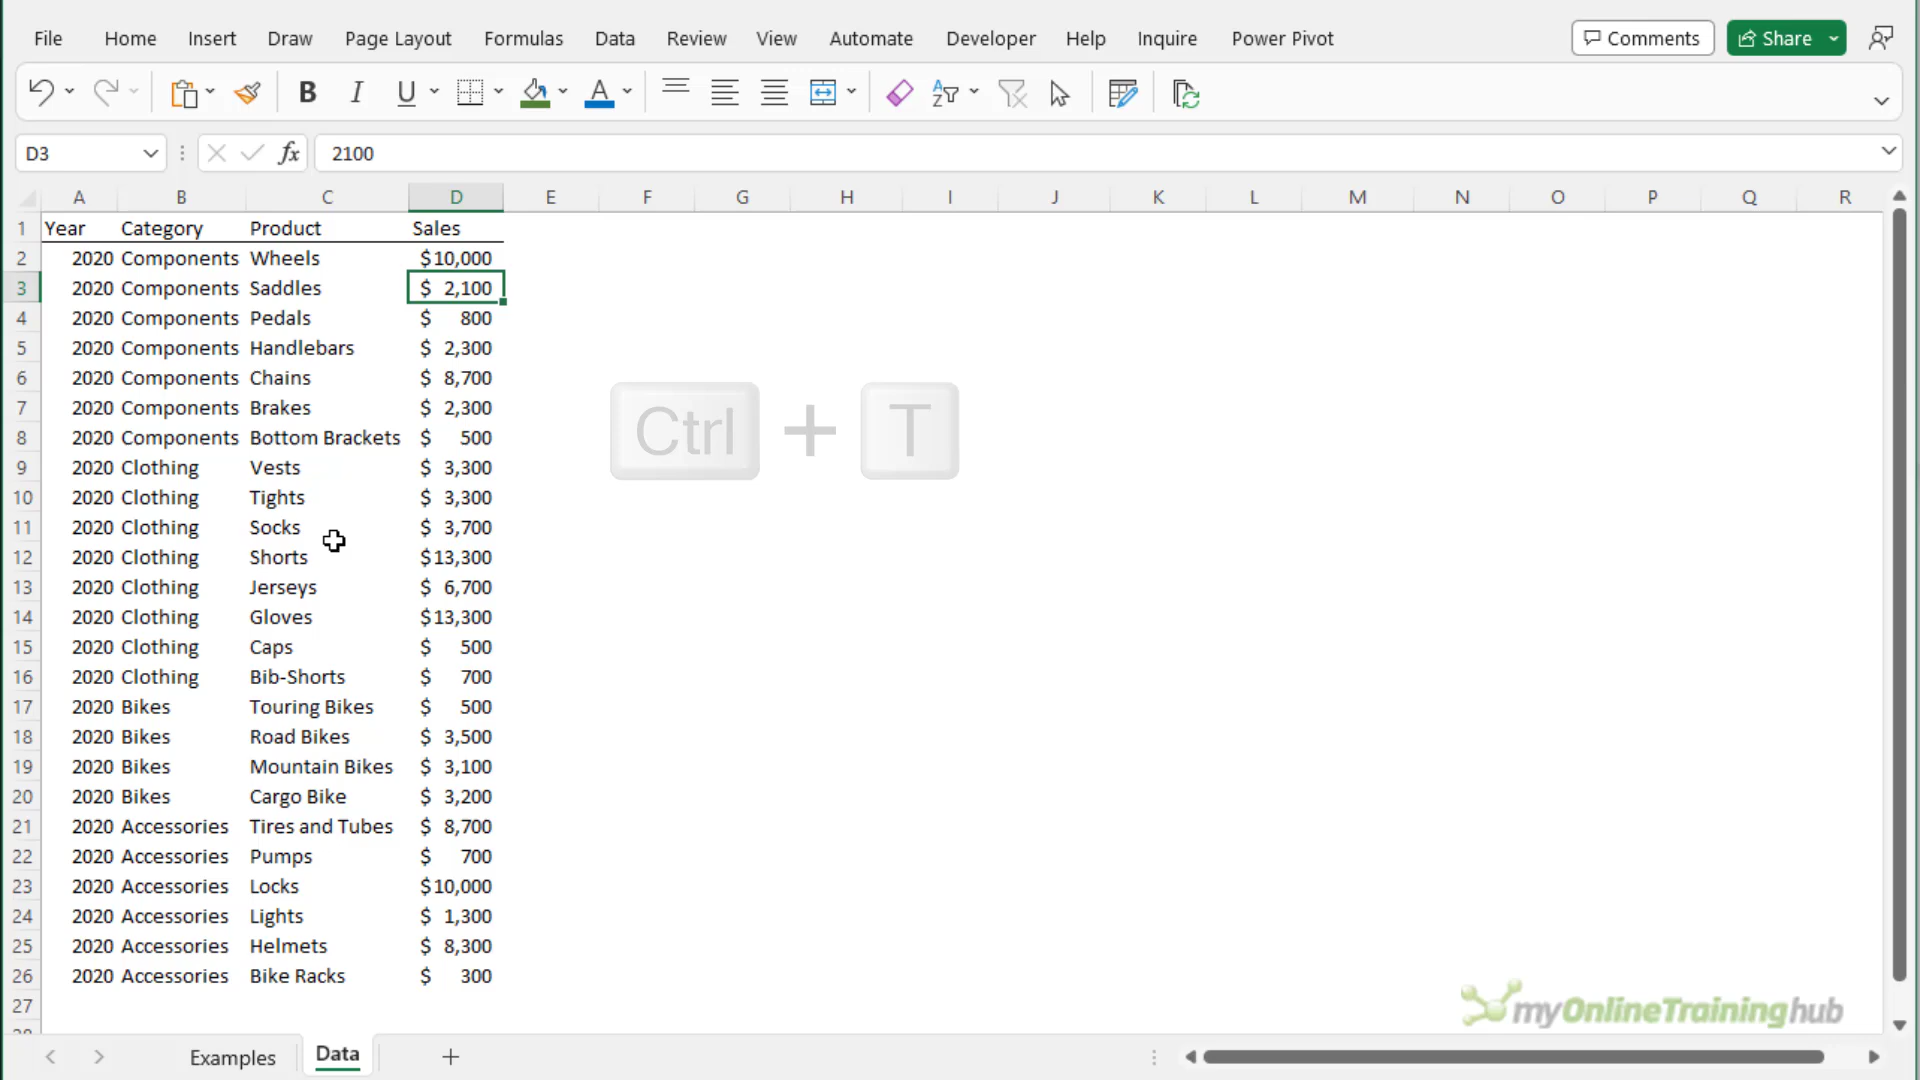 File Home Insert Draw Page Layout Formulas Data Review View Automate Developer Help Inquire Power Pivot Comments Share
B I U A A Z
D3 fx 2100
A B C D E F G H I J K L M N O P Q R
1 Year Category Product Sales
2 2020 Components Wheels $10,000
3 2020 Components Saddles $ 2,100
4 2020 Components Pedals $ 800
5 2020 Components Handlebars $ 2,300
6 2020 Components Chains $ 8,700
7 2020 Components Brakes $ 2,300
8 2020 Components Bottom Brackets $ 500
9 2020 Clothing Vests $ 3,300
10 2020 Clothing Tights $ 3,300
11 2020 Clothing Socks $ 3,700
12 2020 Clothing Shorts $13,300
13 2020 Clothing Jerseys $ 6,700
14 2020 Clothing Gloves $13,300
15 2020 Clothing Caps $ 500
16 2020 Clothing Bib-Shorts $ 700
17 2020 Bikes Touring Bikes $ 500
18 2020 Bikes Road Bikes $ 3,500
19 2020 Bikes Mountain Bikes $ 3,100
20 2020 Bikes Cargo Bike $ 3,200
21 2020 Accessories Tires and Tubes $ 8,700
22 2020 Accessories Pumps $ 700
23 2020 Accessories Locks $10,000
24 2020 Accessories Lights $ 1,300
25 2020 Accessories Helmets $ 8,300
26 2020 Accessories Bike Racks $ 300
27
Ctrl + T
myOnlineTraininghub
Examples Data